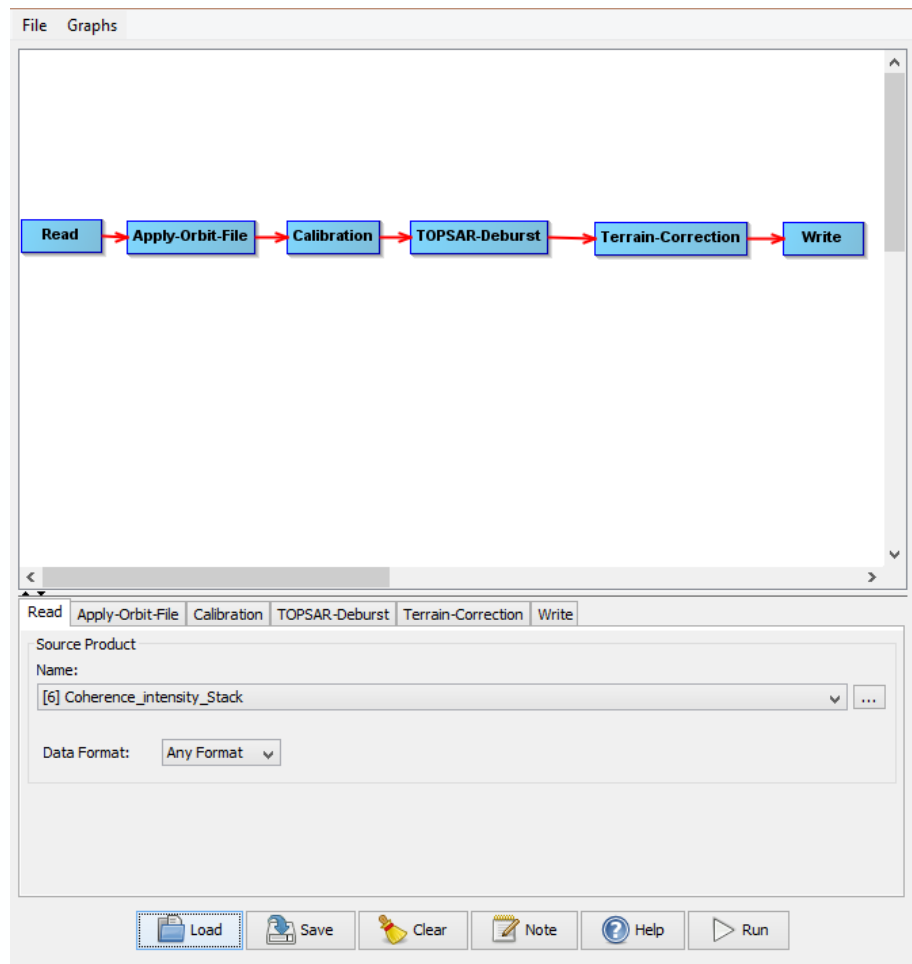 File Graphs
Read Apply-Orbit-File Calibration TOPSAR-Deburst Terrain-Correction Write
Read Apply-Orbit-File Calibration TOPSAR-Deburst Terrain-Correction Write
Source Product
Name:
[6] Coherence_intensity_Stack ...
Data Format: Any Format
Load Save Clear Note Help Run